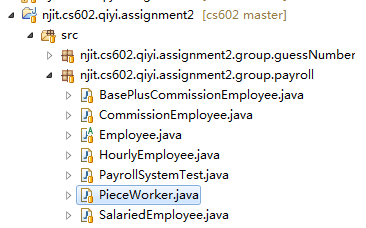 njit.cs602.qiyi.assignment2 [cs602 master]
src
njit.cs602.qiyi.assignment2.group.guessNumber
njit.cs602.qiyi.assignment2.group.payroll
BasePlusCommissionEmployee.java
CommissionEmployee.java
Employee.java
HourlyEmployee.java
PayrollSystemTest.java
PieceWorker.java
SalariedEmployee.java